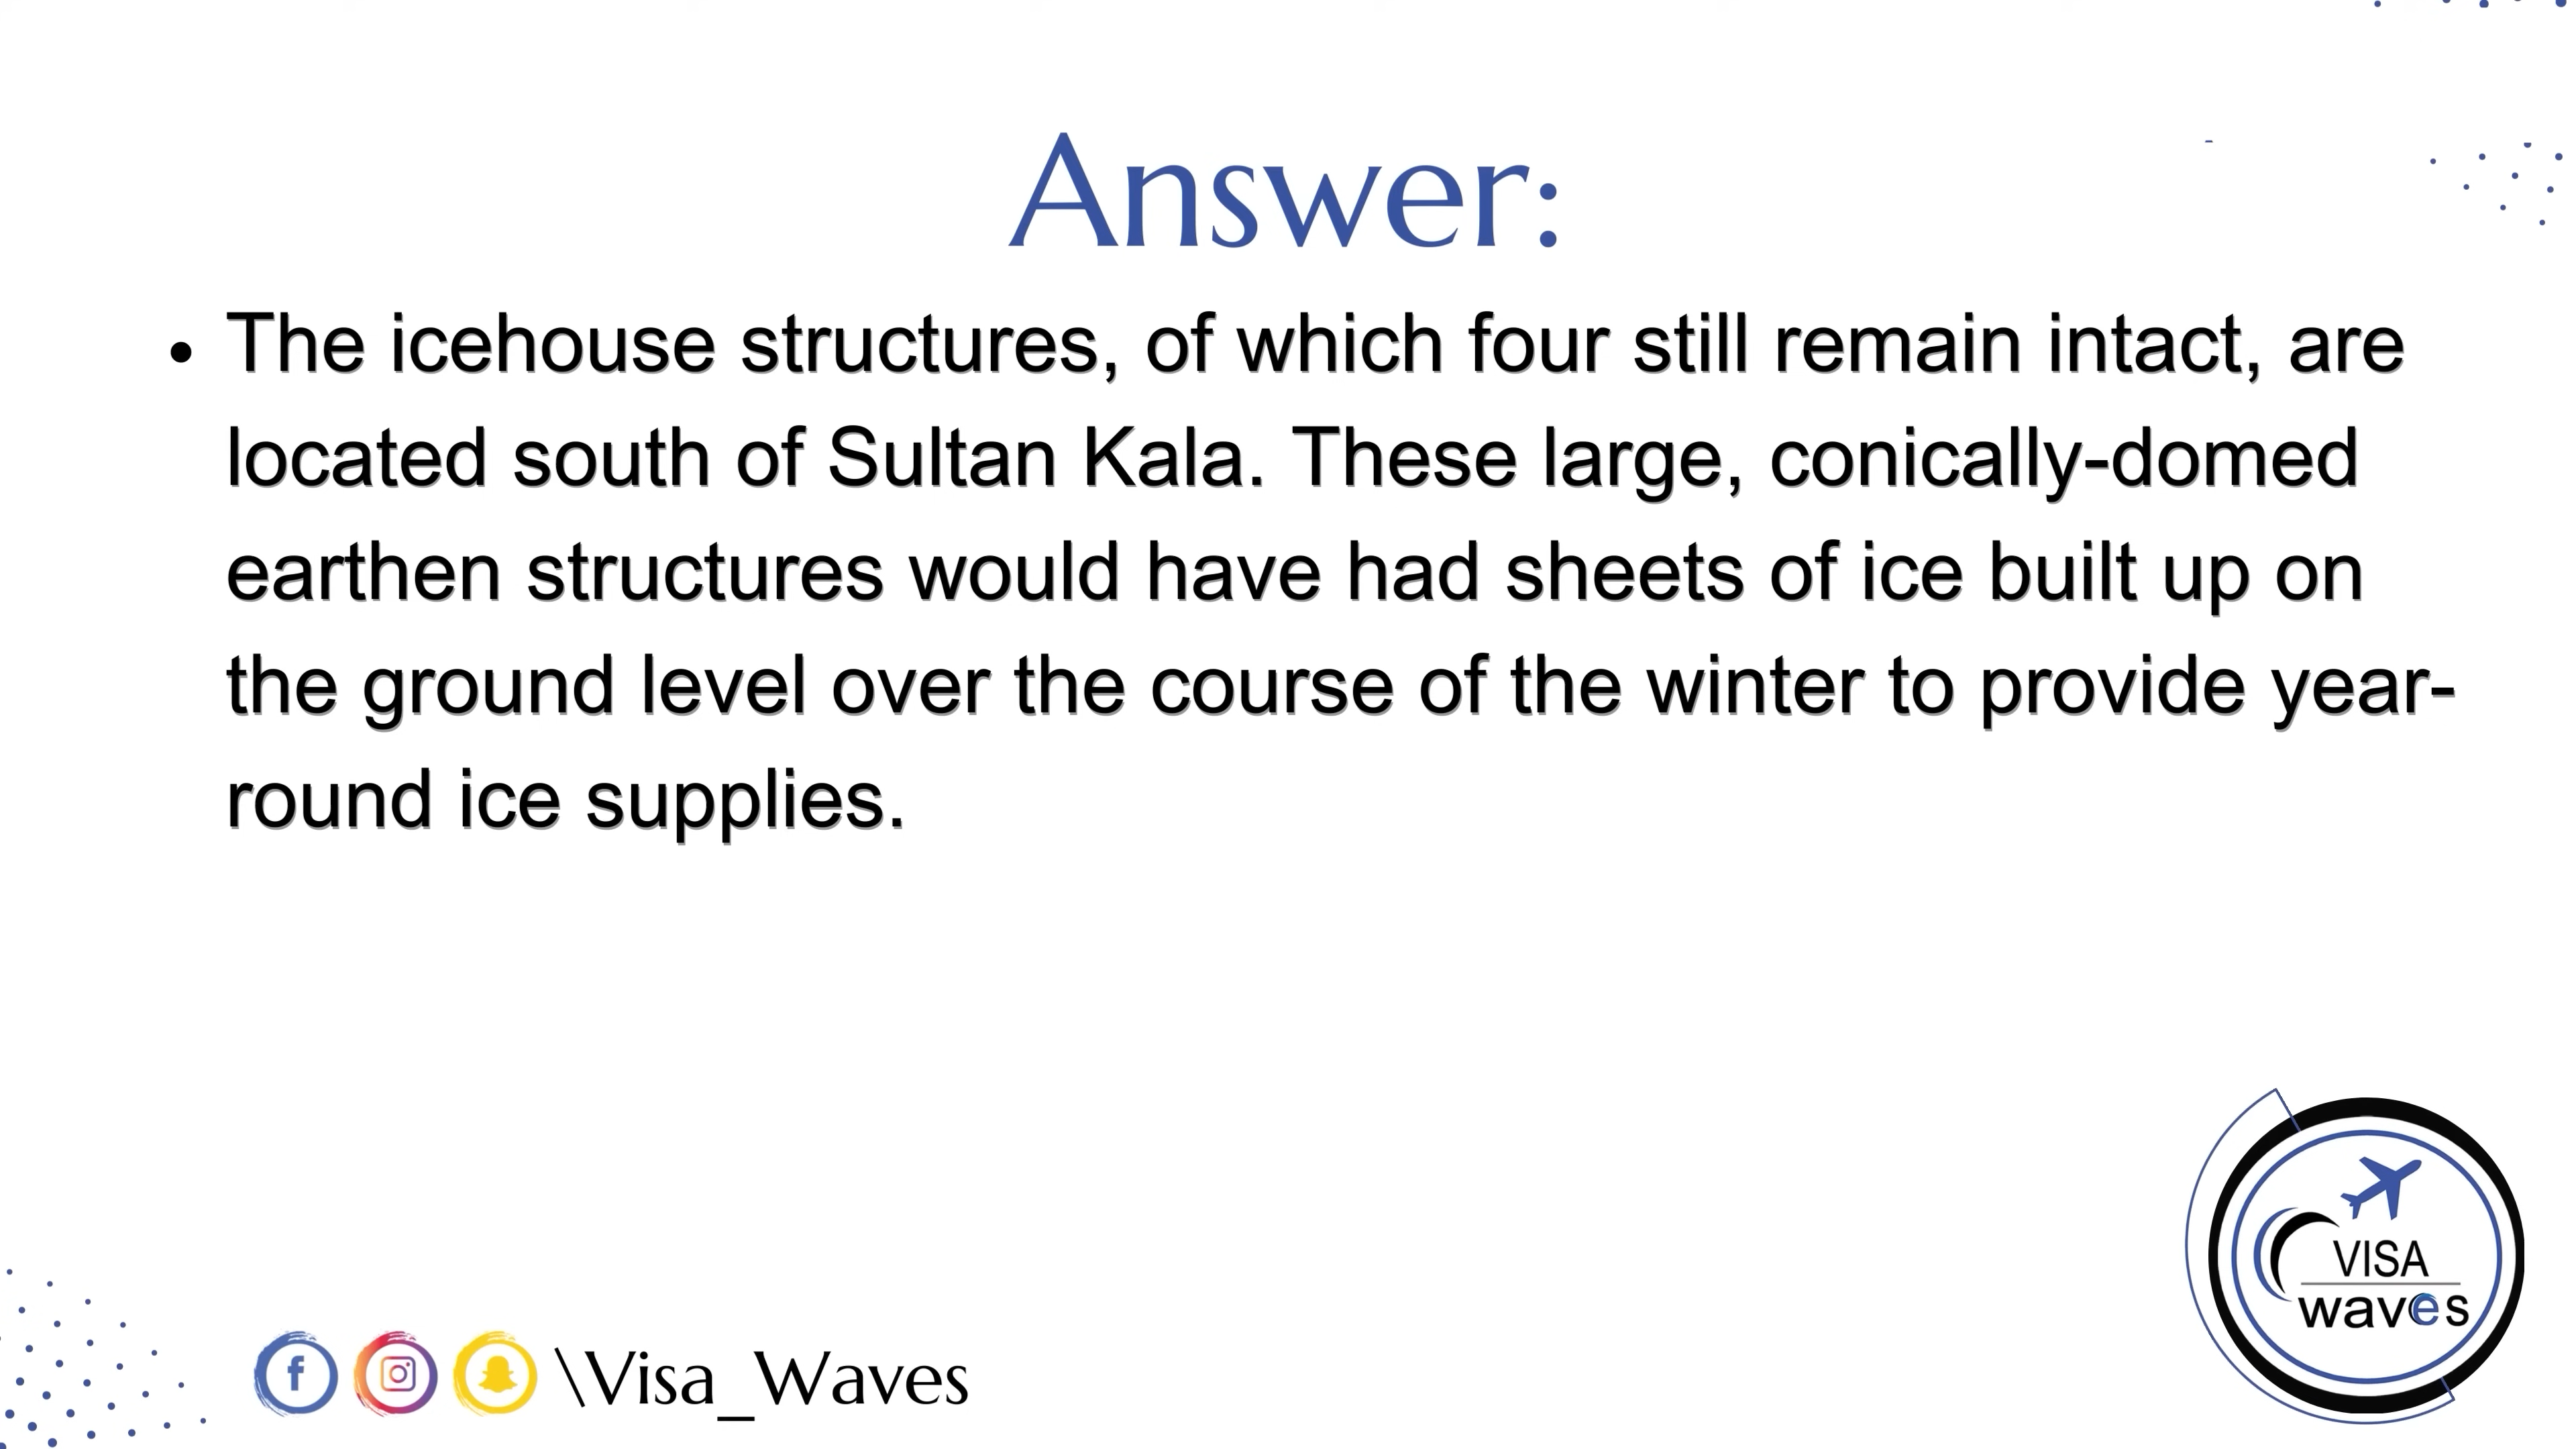 Answer:
• The icehouse structures, of which four still remain intact, are
located south of Sultan Kala. These large, conically-domed
earthen structures would have had sheets of ice built up on
the ground level over the course of the winter to provide year-
round ice supplies.
VISA
waves
\Visa_Waves